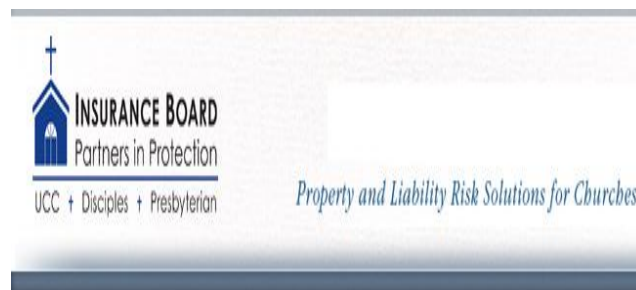 INSURANCE BOARD
Partners in Protection
UCC + Disciples + Presbyterian
Property and Liability Risk Solutions for Churches